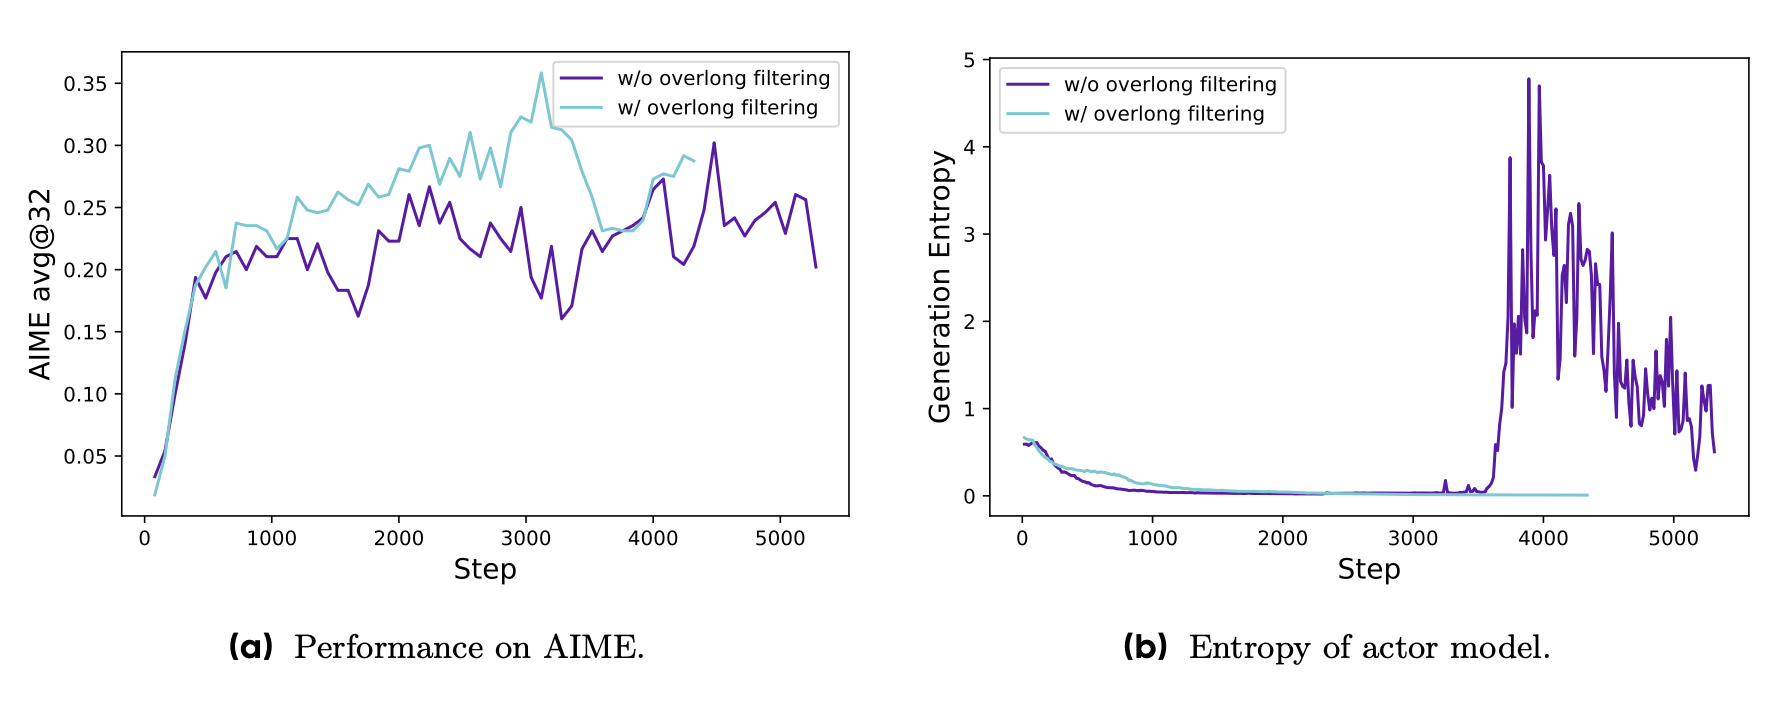 w/o overlong filtering
w/ overlong filtering
0.35
0.30
0.25
0.20
0.15
0.10
0.05
AIME avg@32
0 1000 2000 3000 4000 5000
Step
(a) Performance on AIME.
w/o overlong filtering
w/ overlong filtering
5
4
3
2
1
0
Generation Entropy
0 1000 2000 3000 4000 5000
Step
(b) Entropy of actor model.